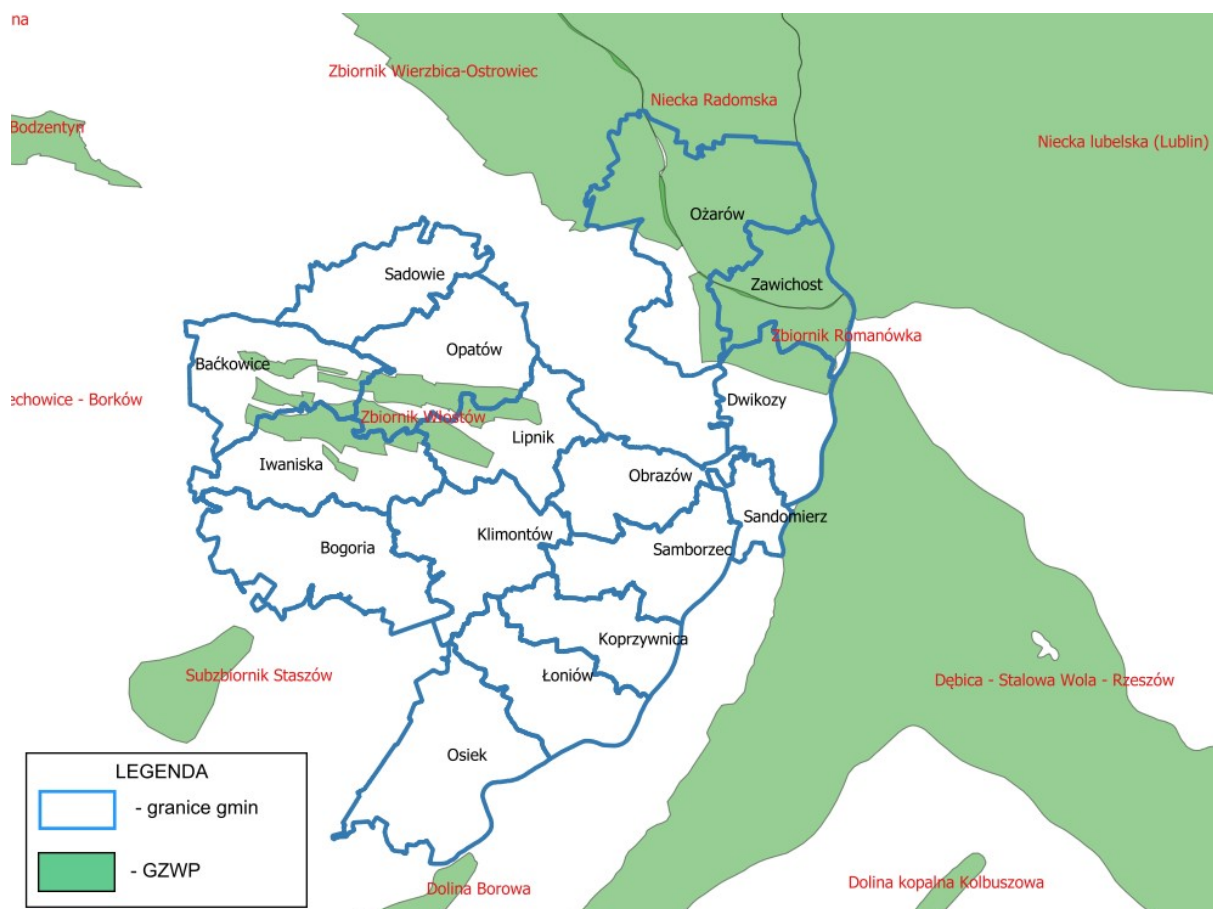 na
Zbiornik Wierzbica-Ostrowiec
Niecka Radomska
Bodzentyn
Niecka lubelska (Lublin)
Ożarów
Sadowie
Zawichost
Zbiornik Romanówka
Opatów
Baćkowice
echowice - Borków
Dwikozy
Zbiornik Włostów
Lipnik
Iwaniska
Obrazów
Sandomierz
Klimontów
Bogoria
Samborzec
Koprzywnica
Subzbiornik Staszów
Łoniów
Dębica - Stalowa Wola - Rzeszów
Osiek
LEGENDA
- granice gmin
- GZWP
Dolina Borowa
Dolina kopalna Kolbuszowa